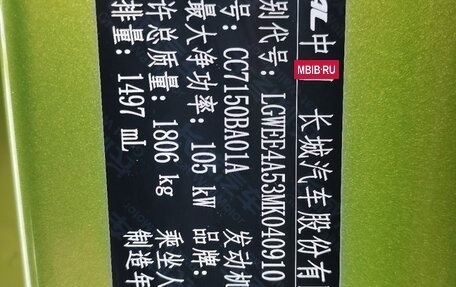 AL 中
MBIB.RU
长城汽车股份有
别代号: LGWEE4A53MK040910
号: CC7150BA01A 发动机
最大净功率: 105 kW 品牌:
许总质量: 1806 kg 乘坐人
排量: 1497 mL 制造年